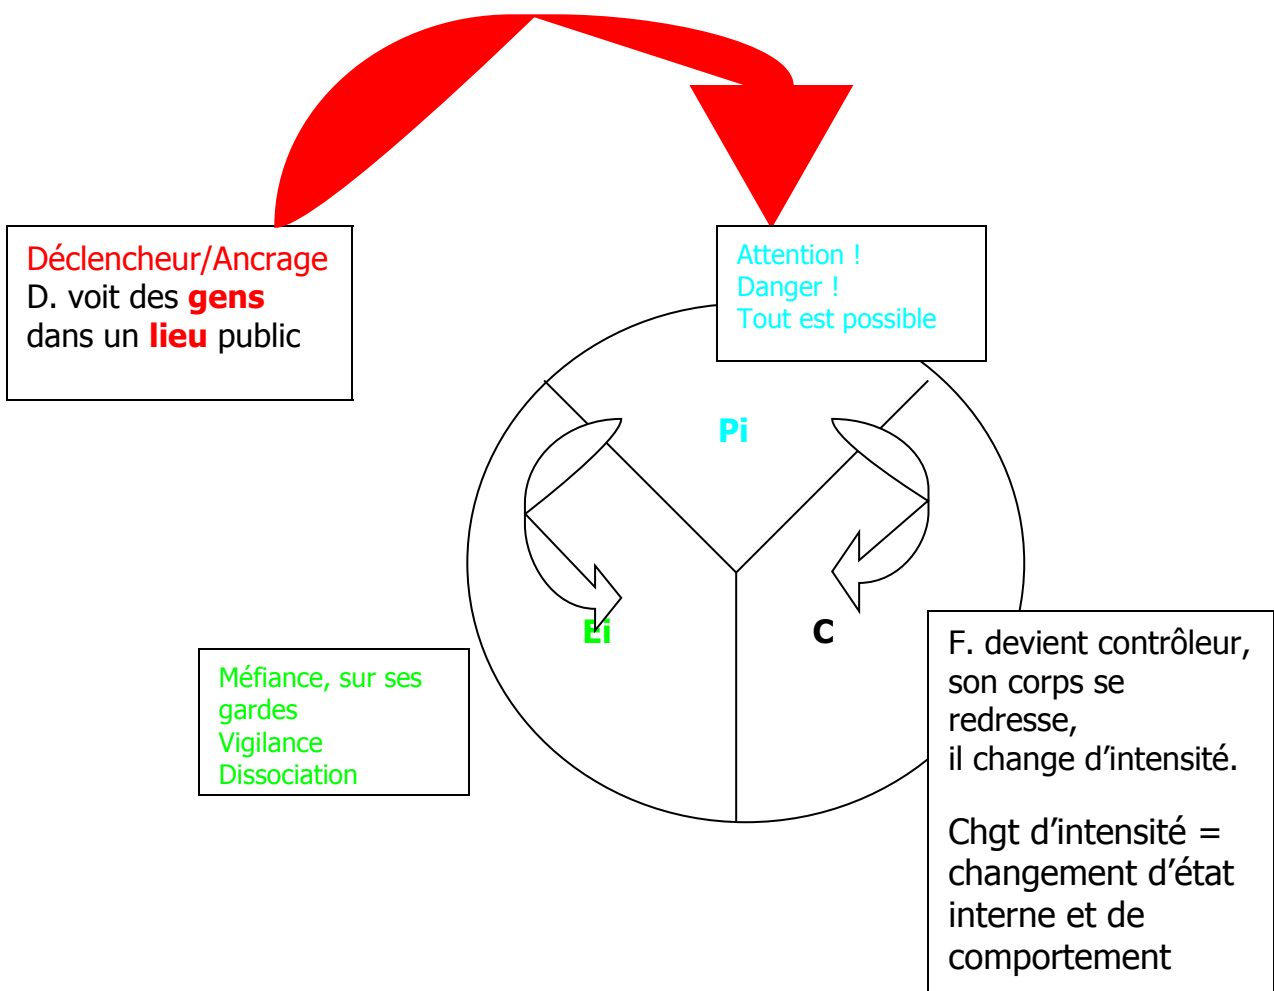 Déclencheur/Ancrage
D. voit des gens
dans un lieu public
Attention !
Danger !
Tout est possible
Pi
Ei
C
Méfiance, sur ses
gardes
Vigilance
Dissociation
F. devient contrôleur,
son corps se
redresse,
il change d’intensité.
Chgt d’intensité =
changement d’état
interne et de
comportement